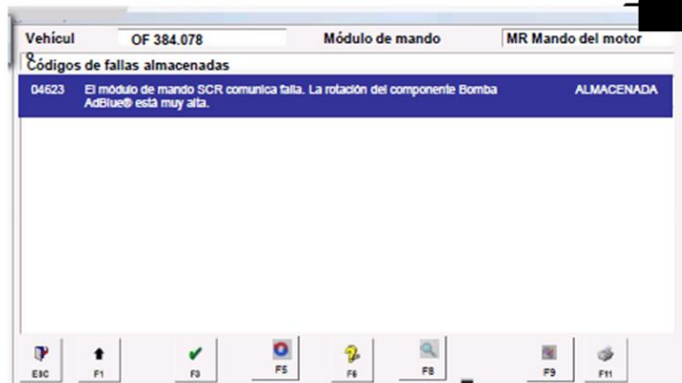 Vehícul OF 384.078 Módulo de mando MR Mando del motor
Códigos de fallas almacenadas
04623 El módulo de mando SCR comunica falla. La rotación del componente Bomba ALMACENADA
AdBlue® está muy alta.
ESC F1 F3 F5 F6 F8 F9 F11